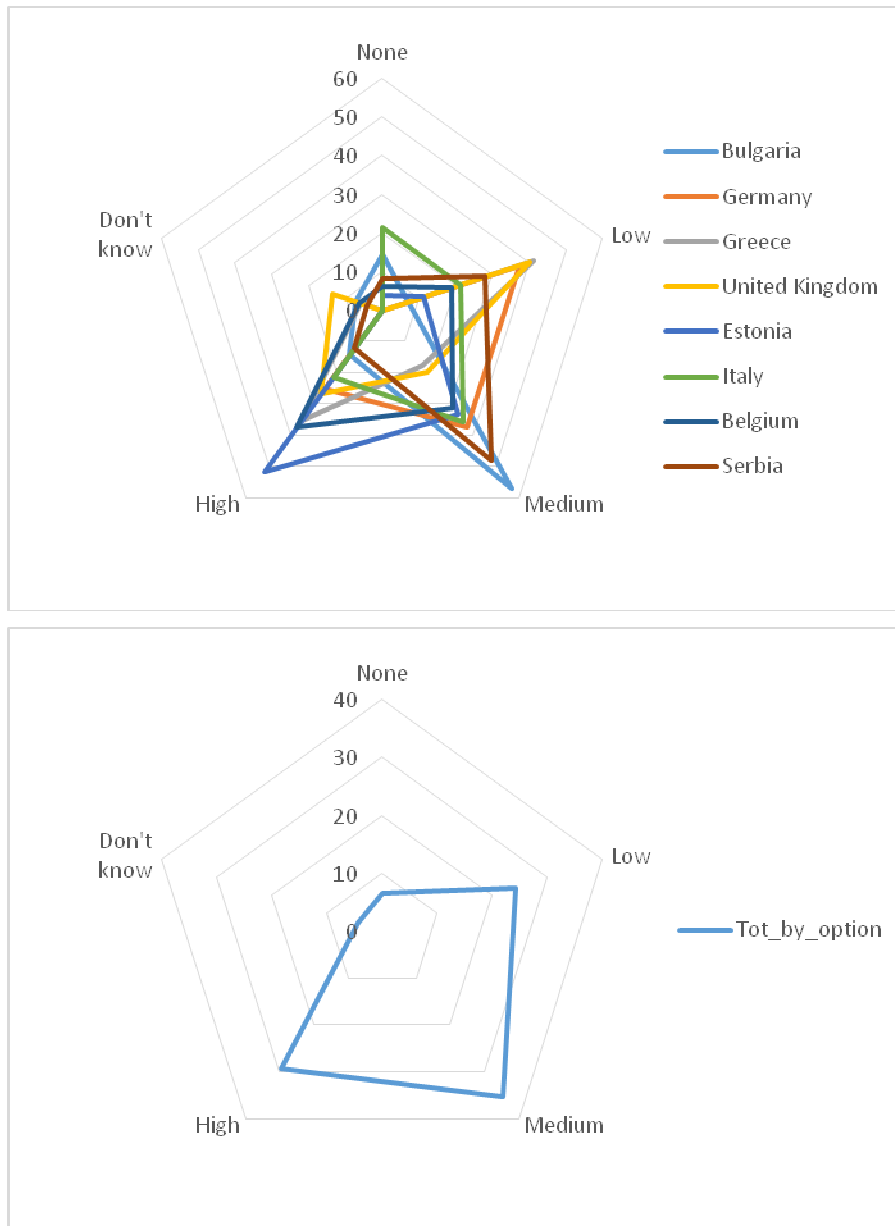 None
60
50
40
30
20
10
0
Don't
know
Low
High
Medium
Bulgaria
Germany
Greece
United Kingdom
Estonia
Italy
Belgium
Serbia
None
40
30
20
10
0
Don't
know
Low
High
Medium
Tot_by_option